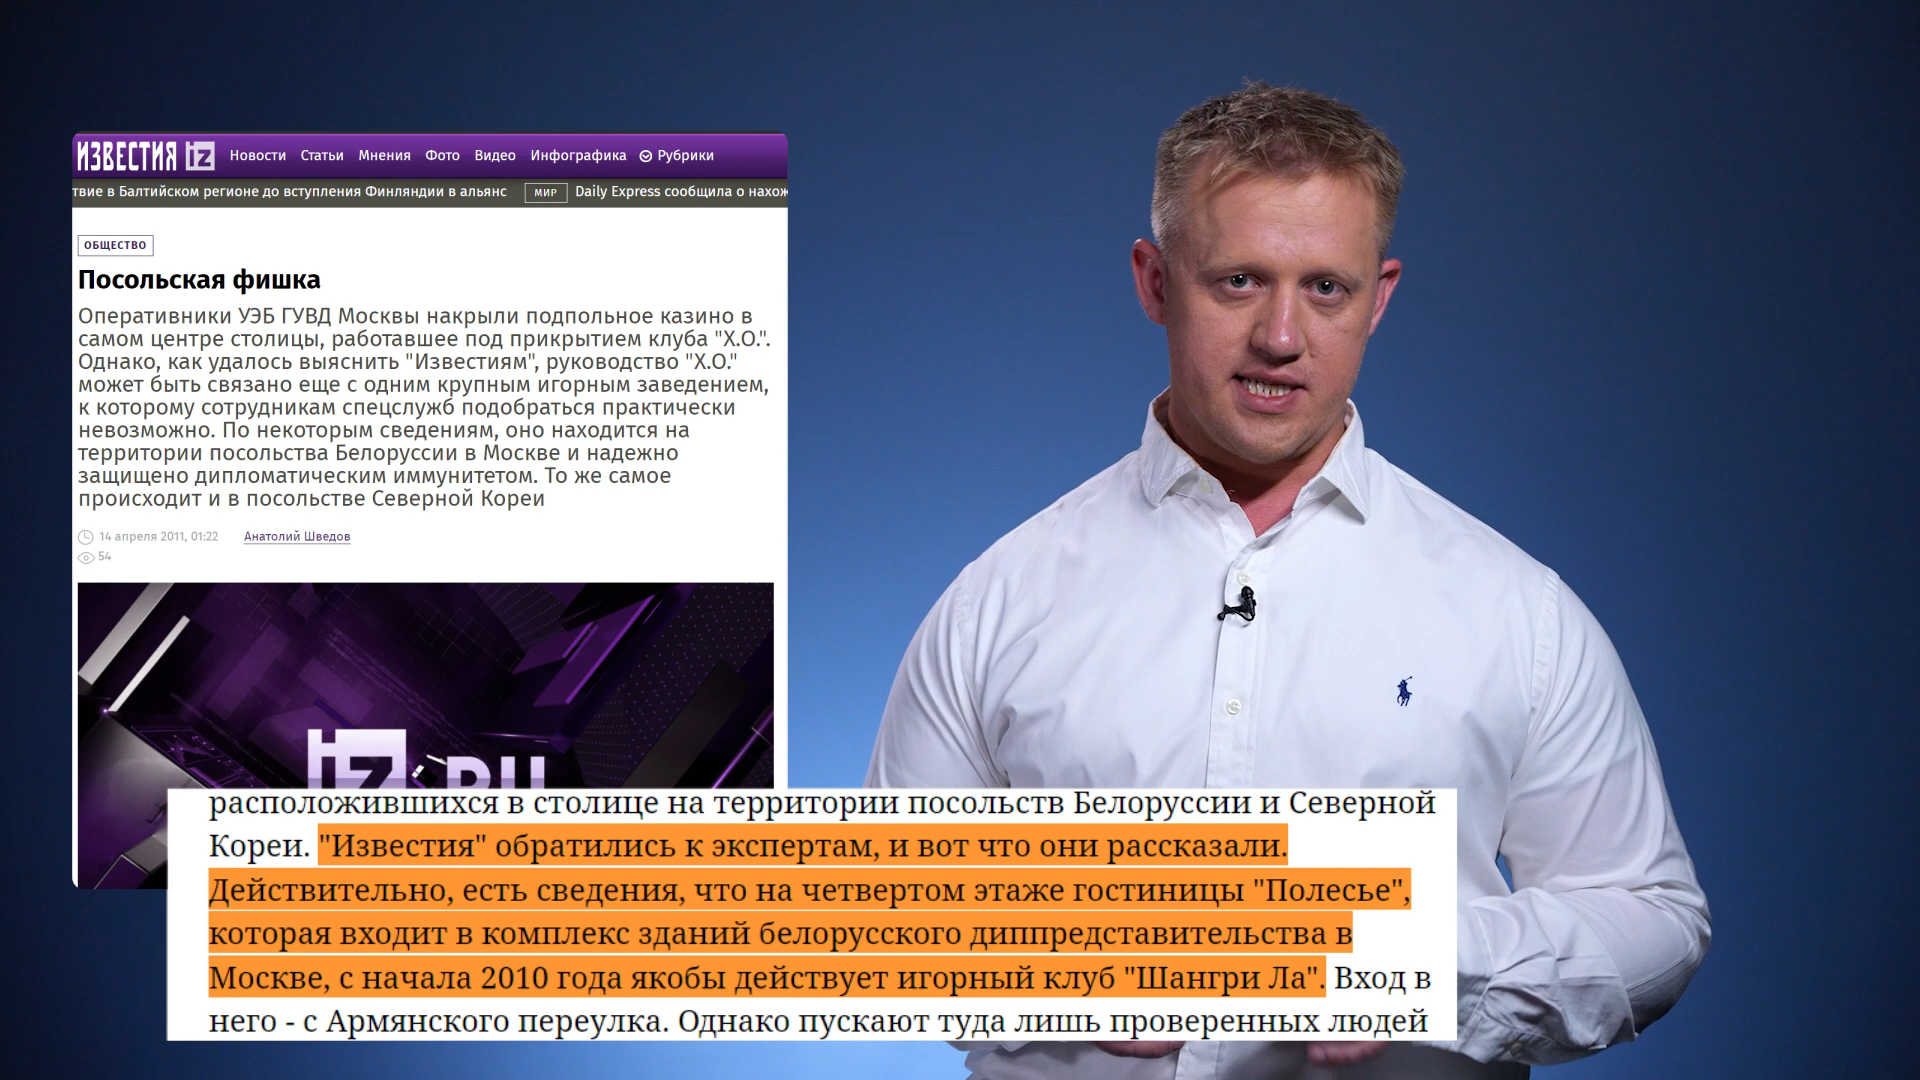 ИЗВЕСТИЯ iz Новости Статьи Мнения Фото Видео Инфографика Рубрики
твие в Балтийском регионе до вступления Финляндии в альянс МИР Daily Express сообщила о нахож
ОБЩЕСТВО
Посольская фишка
Оперативники УЭБ ГУВД Москвы накрыли подпольное казино в
самом центре столицы, работавшее под прикрытием клуба "Х.О.".
Однако, как удалось выяснить "Известиям", руководство "Х.О."
может быть связано еще с одним крупным игорным заведением,
к которому сотрудникам спецслужб подобраться практически
невозможно. По некоторым сведениям, оно находится на
территории посольства Белоруссии в Москве и надежно
защищено дипломатическим иммунитетом. То же самое
происходит и в посольстве Северной Кореи
14 апреля 2011, 01:22 Анатолий Шведов
54
iz.RU
расположившихся в столице на территории посольств Белоруссии и Северной
Кореи. "Известия" обратились к экспертам, и вот что они рассказали.
Действительно, есть сведения, что на четвертом этаже гостиницы "Полесье",
которая входит в комплекс зданий белорусского диппредставительства в
Москве, с начала 2010 года якобы действует игорный клуб "Шангри Ла". Вход в
него - с Армянского переулка. Однако пускают туда лишь проверенных людей